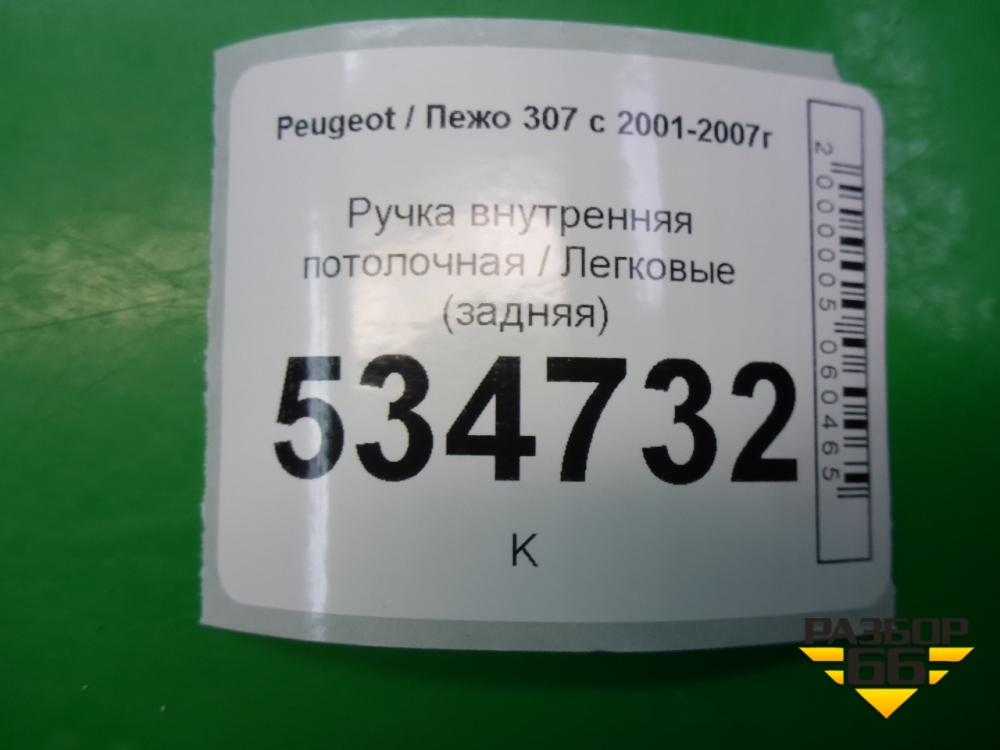 Peugeot / Пежо 307 с 2001-2007г
Ручка внутренняя
потолочная / Легковые
(задняя)
534732
К
2000005060465
РАЗБОР
66